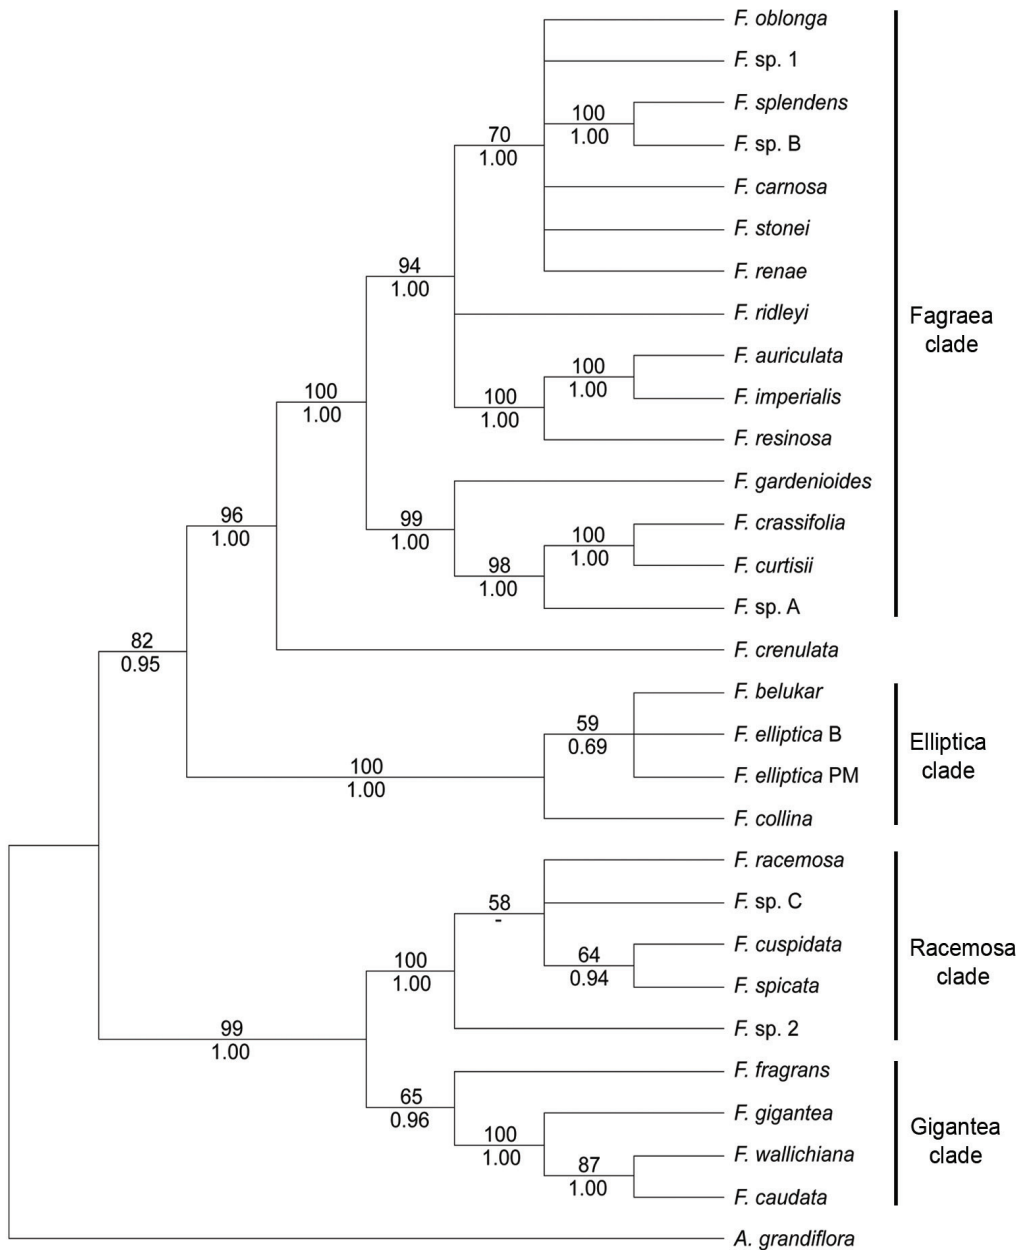 F. oblonga
F. sp. 1
F. splendens
100
1.00
F. sp. B
70
1.00
F. carnosa
F. stonei
F. renae
94
1.00
F. ridleyi
Fagraea
clade
F. auriculata
100
1.00
F. imperialis
100
1.00
100
1.00
F. resinosa
F. gardenioides
96
1.00
99
1.00
F. crassifolia
100
1.00
F. curtisii
98
1.00
F. sp. A
82
0.95
F. crenulata
F. belukar
59
0.69
F. elliptica B
Elliptica
clade
100
1.00
F. elliptica PM
F. collina
F. racemosa
58
-
F. sp. C
F. cuspidata
64
0.94
Racemosa
clade
100
1.00
F. spicata
99
1.00
F. sp. 2
F. fragrans
65
0.96
F. gigantea
Gigantea
clade
100
1.00
F. wallichiana
87
1.00
F. caudata
A. grandiflora